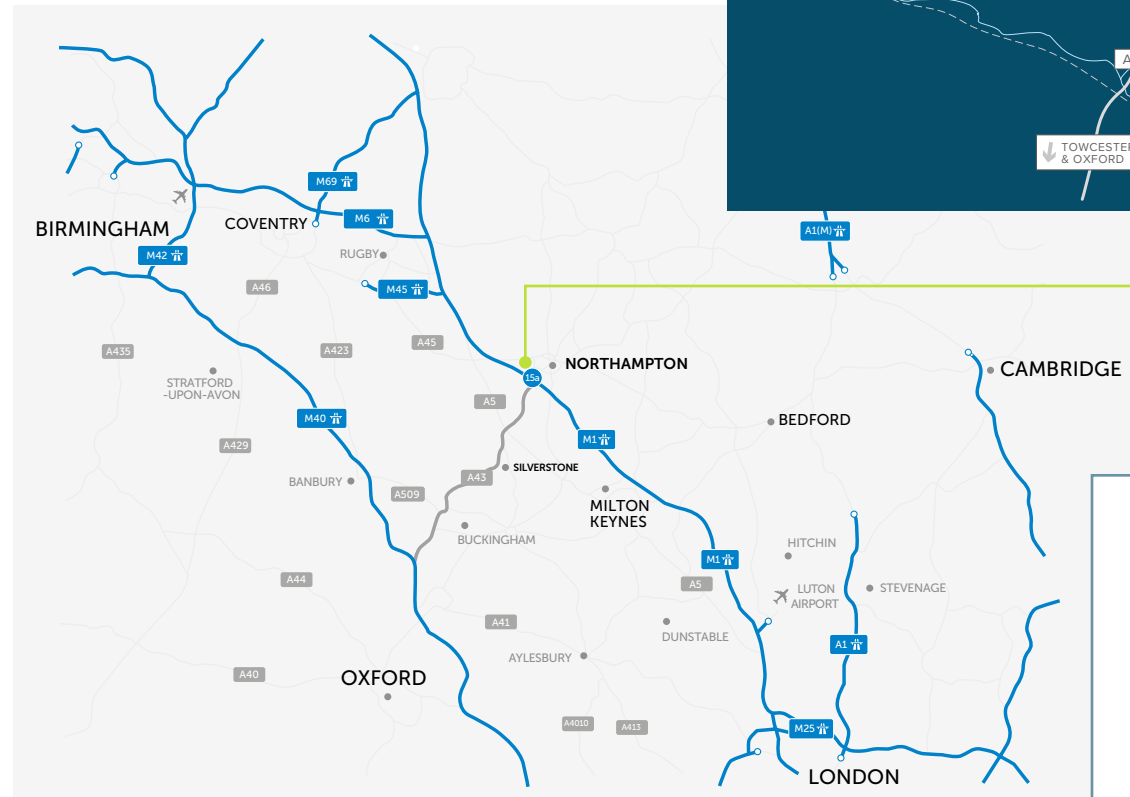 A
TOWCESTER
& OXFORD
M69
M6
COVENTRY
BIRMINGHAM
A1(M)
M42
RUGBY
A46
M45
A435
A423
A45
NORTHAMPTON
15a
CAMBRIDGE
STRATFORD
-UPON-AVON
A5
M40
BEDFORD
A429
M1
SILVERSTONE
A43
BANBURY
A509
MILTON
KEYNES
BUCKINGHAM
HITCHIN
M1
A44
A5
LUTON
AIRPORT
STEVENAGE
A41
DUNSTABLE
A1
AYLESBURY
A40
OXFORD
A4010
A413
M25
LONDON